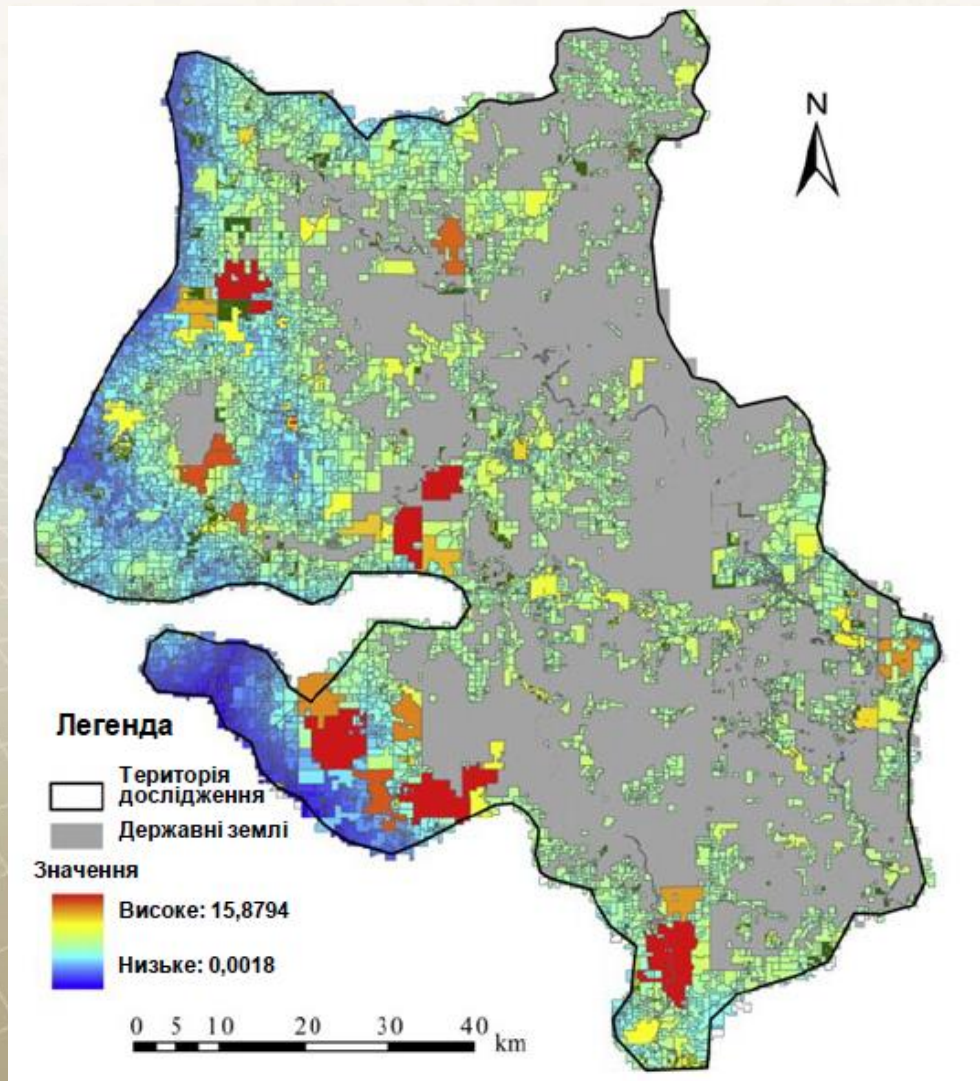 N
Легенда
Територія
дослідження
Державні землі
Значення
Високе: 15,8794
Низьке: 0,0018
0 5 10 20 30 40
km